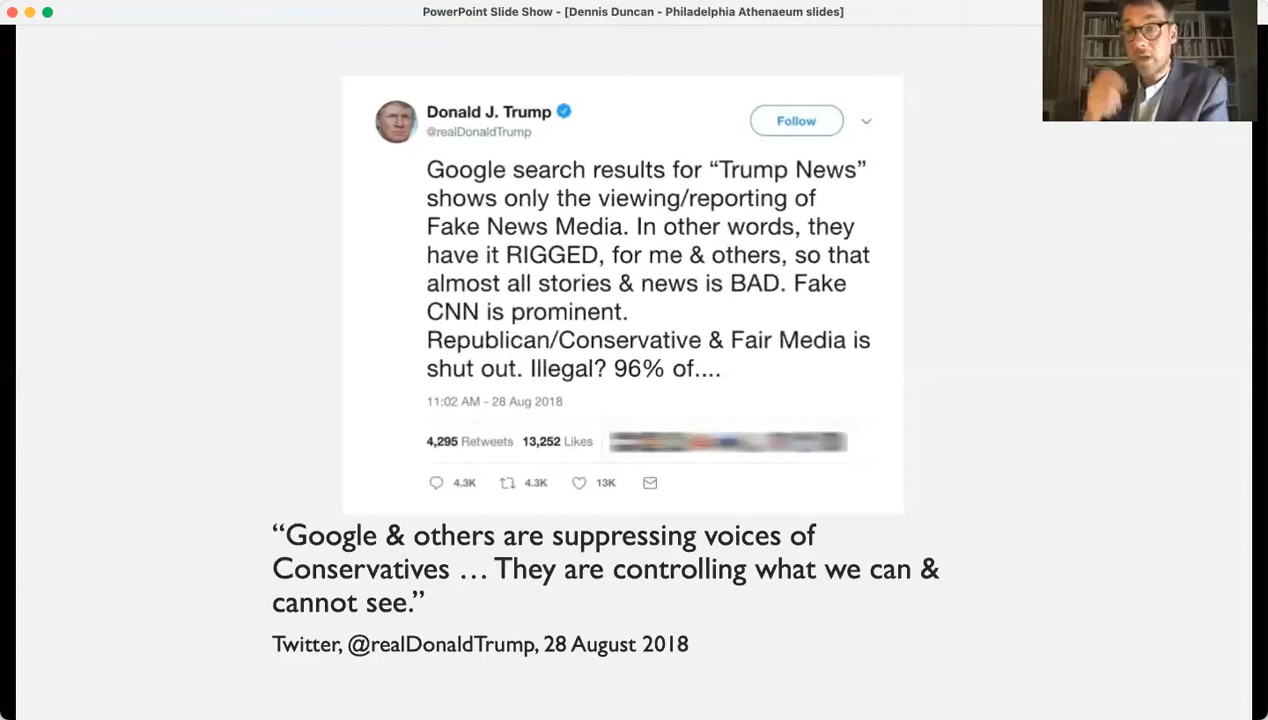 PowerPoint Slide Show - [Dennis Duncan - Philadelphia Athenaeum slides]
Donald J. Trump
@realDonaldTrump
Follow
Google search results for “Trump News”
shows only the viewing/reporting of
Fake News Media. In other words, they
have it RIGGED, for me & others, so that
almost all stories & news is BAD. Fake
CNN is prominent.
Republican/Conservative & Fair Media is
shut out. Illegal? 96% of....
11:02 AM - 28 Aug 2018
4,295 Retweets 13,252 Likes
4.3K 4.3K 13K
“Google & others are suppressing voices of
Conservatives … They are controlling what we can &
cannot see.”
Twitter, @realDonaldTrump, 28 August 2018